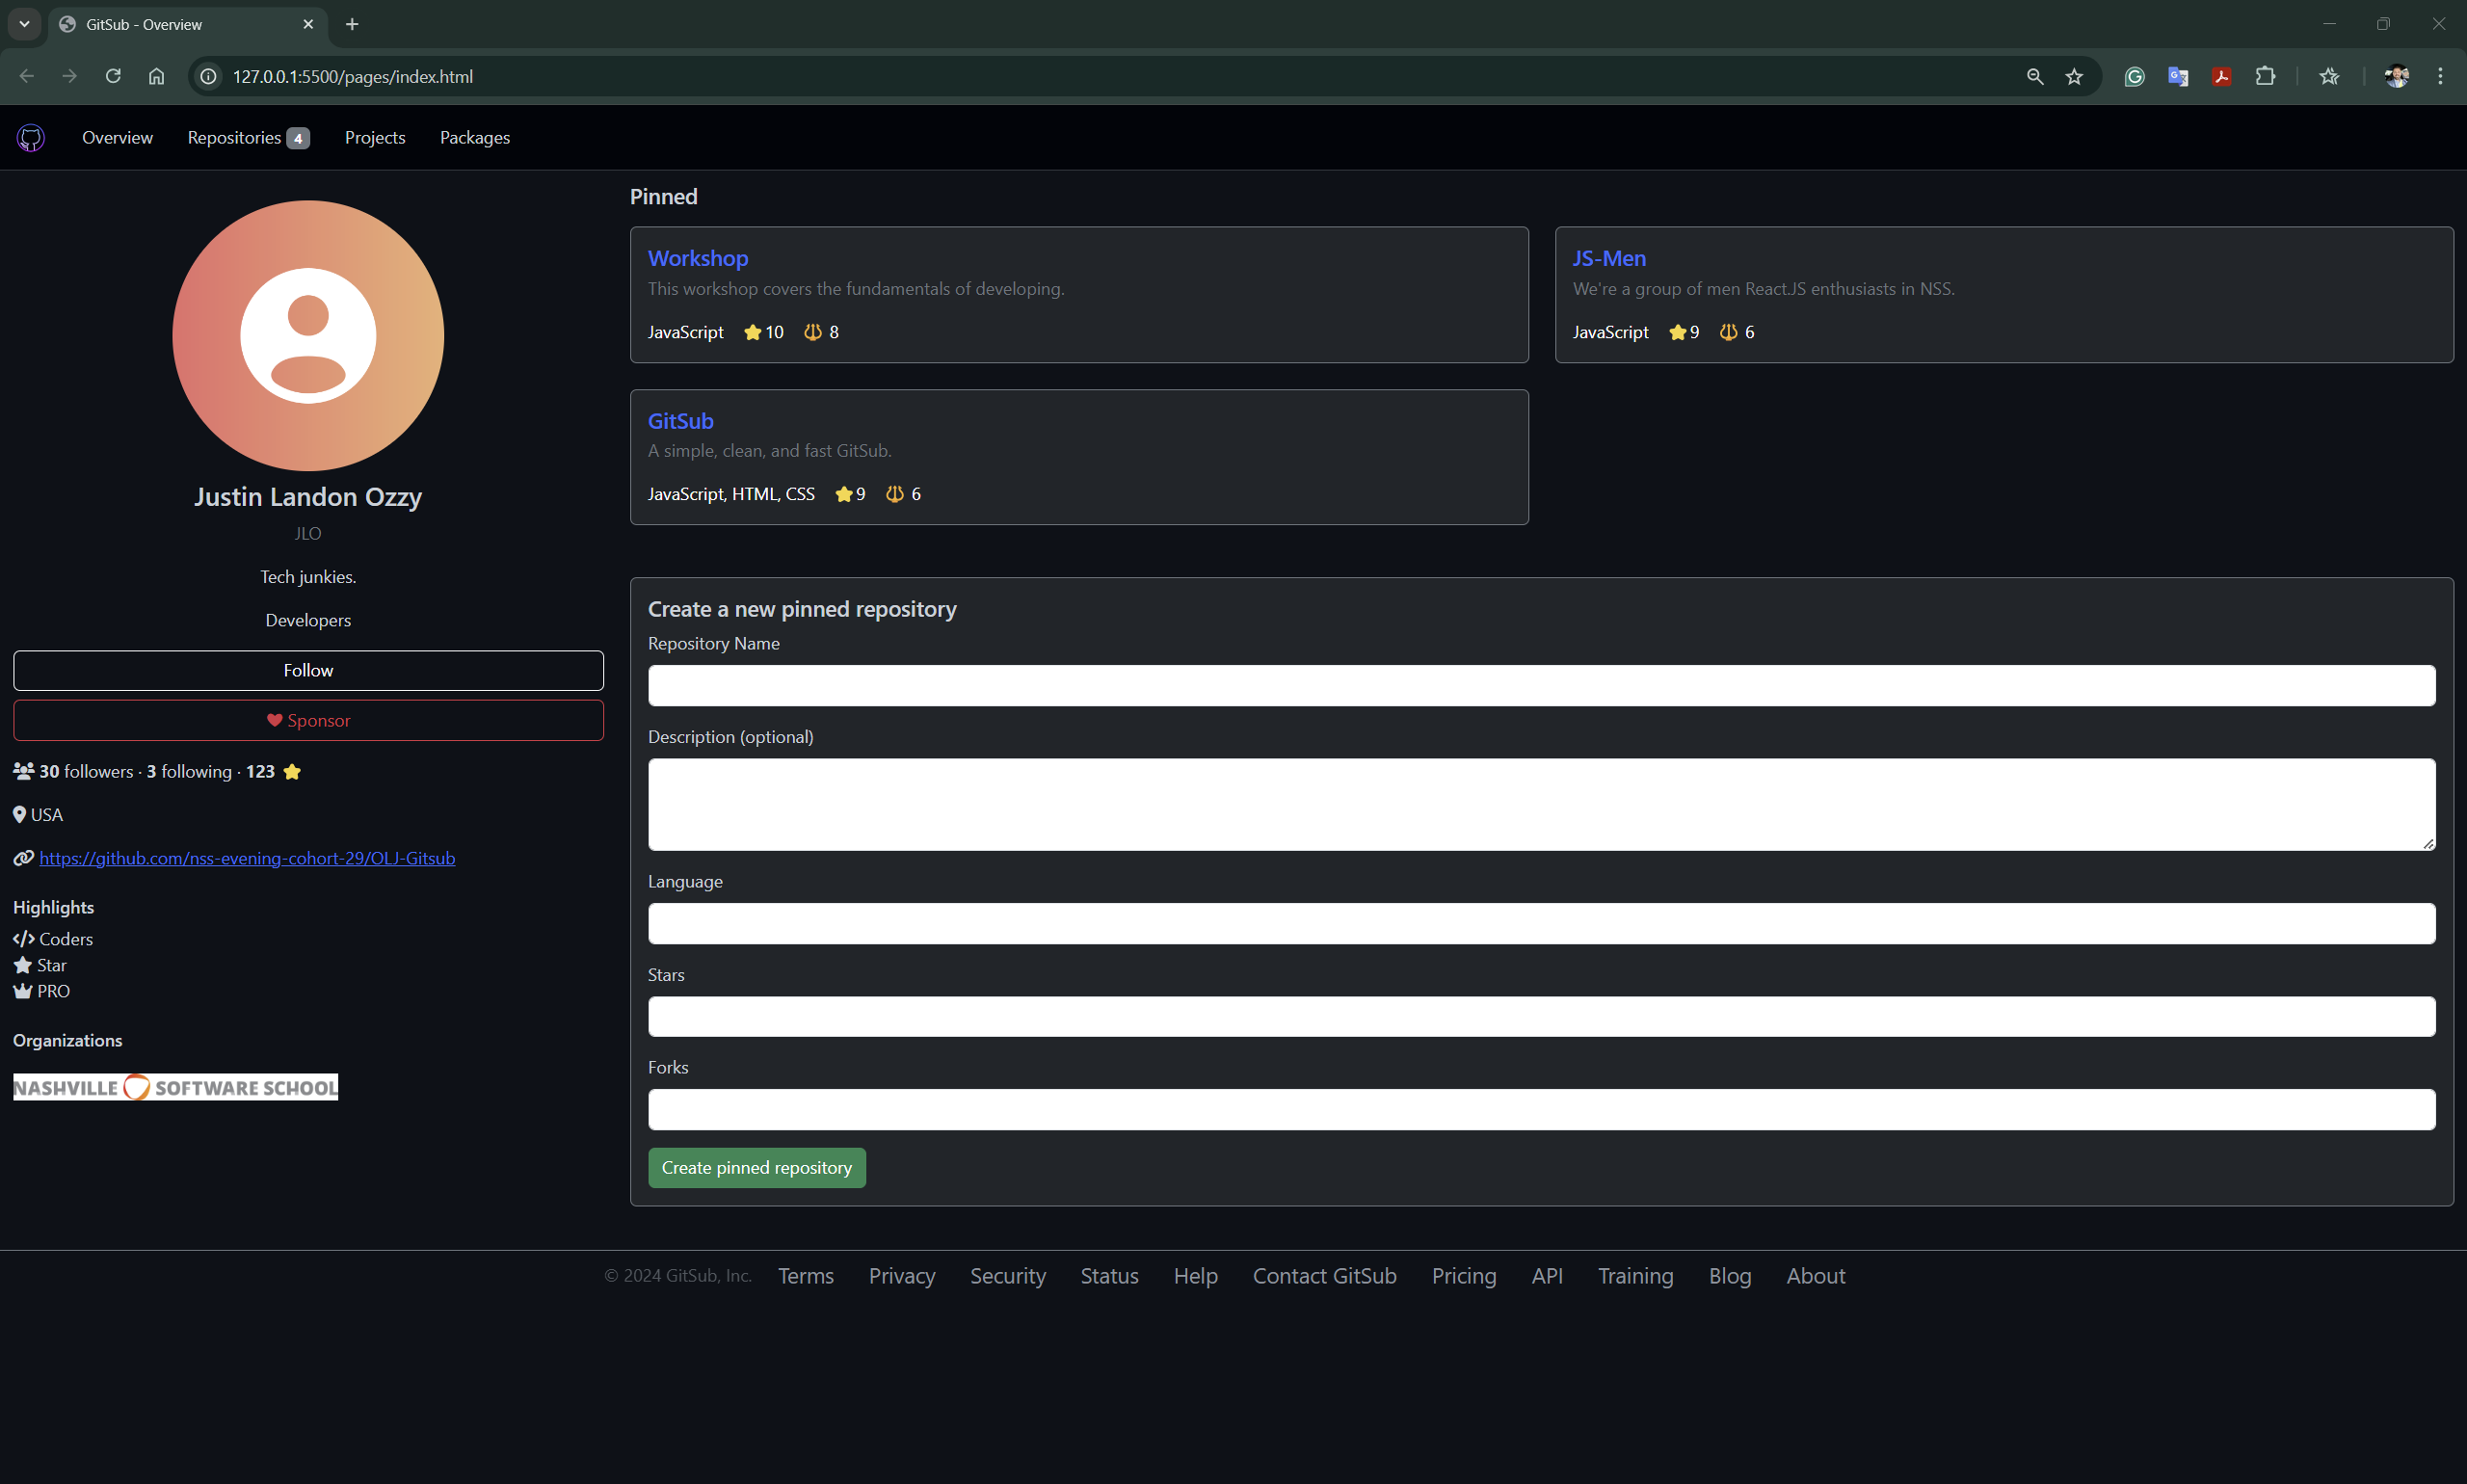 GitSub - Overview
127.0.0.1:5500/pages/index.html
Overview Repositories 4 Projects Packages
Justin Landon Ozzy
JLO
Tech junkies.
Developers
Follow
Sponsor
30 followers · 3 following · 123
USA
https://github.com/nss-evening-cohort-29/OLJ-Gitsub
Highlights
Coders
Star
PRO
Organizations
NASHVILLE SOFTWARE SCHOOL
Pinned
Workshop
This workshop covers the fundamentals of developing.
JavaScript 10 8
JS-Men
We're a group of men ReactJS enthusiasts in NSS.
JavaScript 9 6
GitSub
A simple, clean, and fast GitSub.
JavaScript, HTML, CSS 9 6
Create a new pinned repository
Repository Name
Description (optional)
Language
Stars
Forks
Create pinned repository
© 2024 GitSub, Inc. Terms Privacy Security Status Help Contact GitSub Pricing API Training Blog About